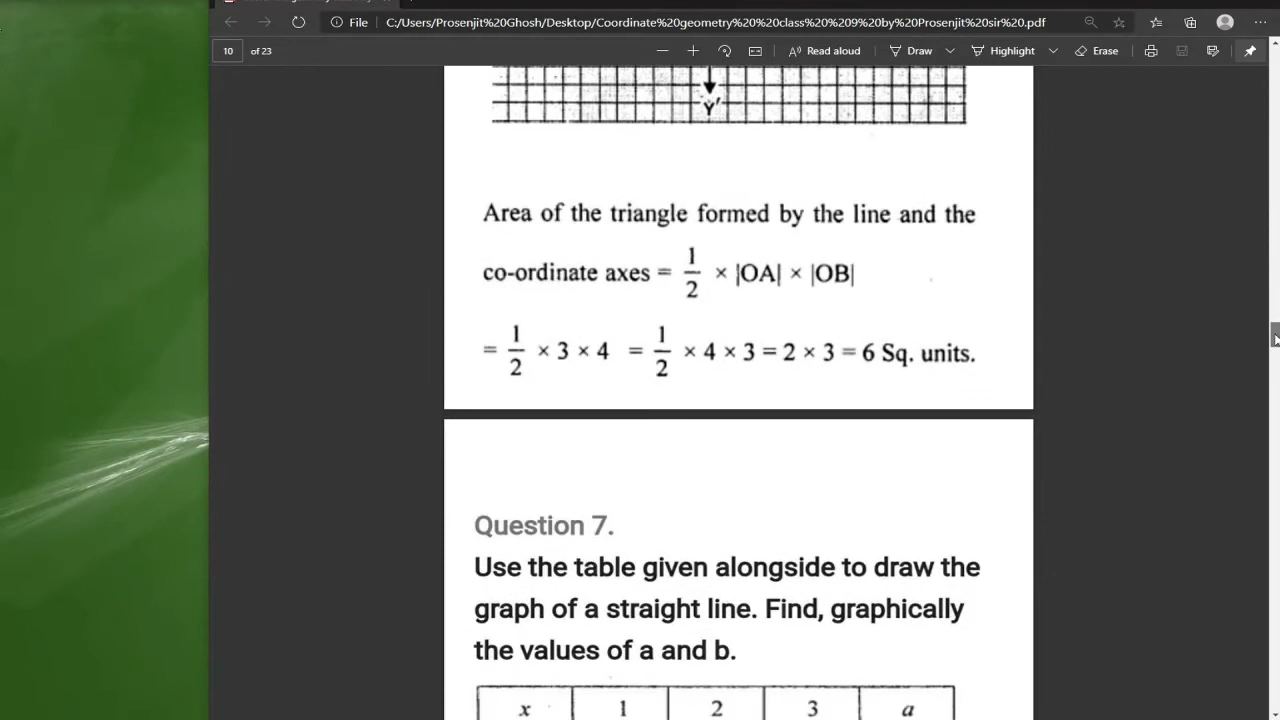 File C:/Users/Prosenjit%20Ghosh/Desktop/Coordinate%20geometry%20%20class%20%209%20by%20Prosenjit%20sir%20.pdf
10 of 23 Read aloud Draw Highlight Erase
Y'
Area of the triangle formed by the line and the
co-ordinate axes = 1/2 × |OA| × |OB|
= 1/2 × 3 × 4 = 1/2 × 4 × 3 = 2 × 3 = 6 Sq. units.
Question 7.
Use the table given alongside to draw the
graph of a straight line. Find, graphically
the values of a and b.
x 1 2 3 a